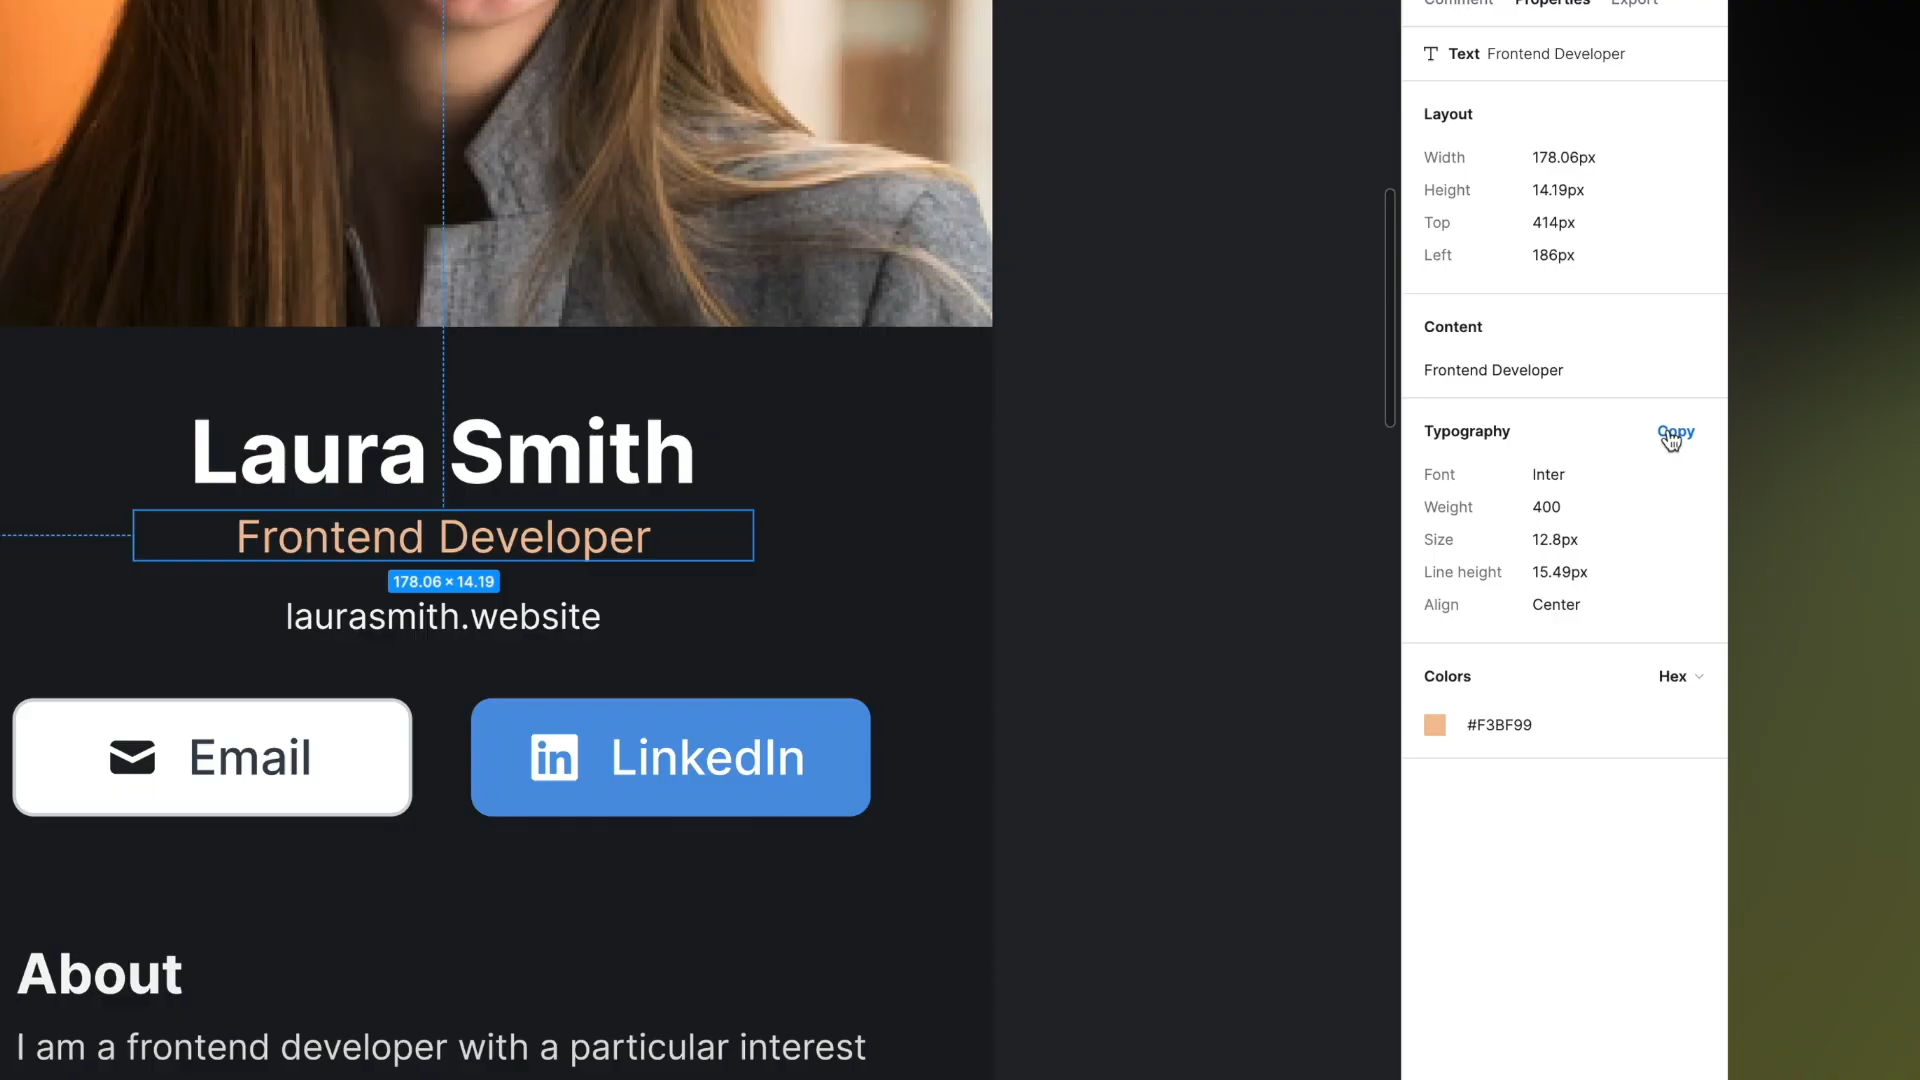 Comment Properties Export
Text Frontend Developer
Layout
Width 178.06px
Height 14.19px
Top 414px
Left 186px
Content
Frontend Developer
Typography Copy
Font Inter
Weight 400
Size 12.8px
Line height 15.49px
Align Center
Colors Hex
#F3BF99
Laura Smith
Frontend Developer
178.06 × 14.19
laurasmith.website
Email
in LinkedIn
About
I am a frontend developer with a particular interest